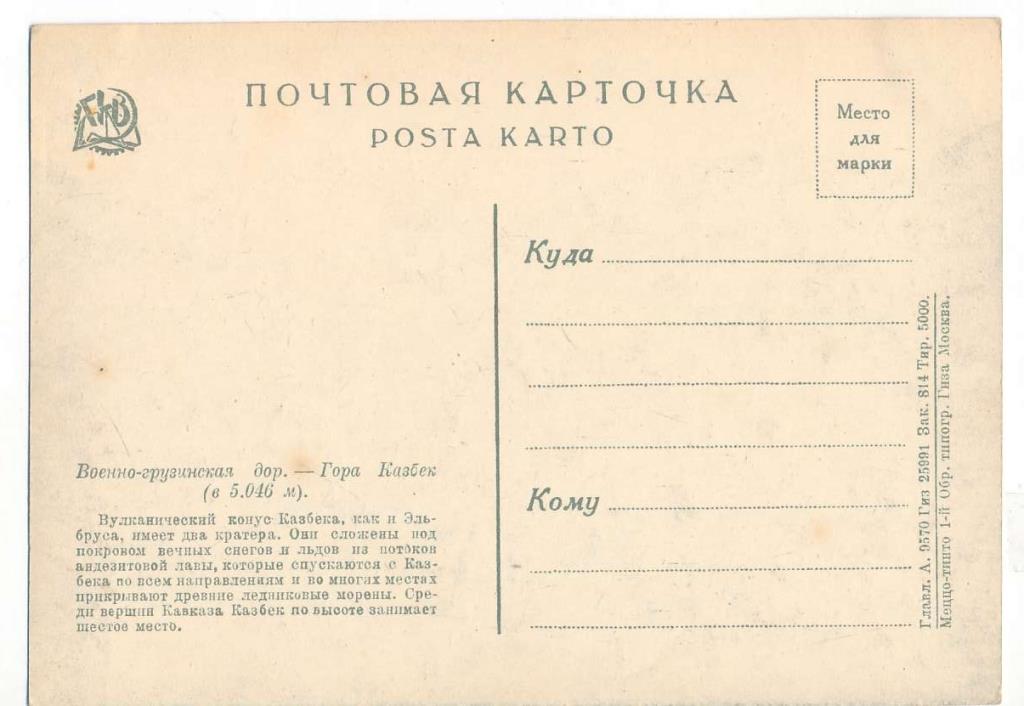 ГИЗ
ПОЧТОВАЯ КАРТОЧКА
POSTA KARTO
Место
для
марки
Куда
Кому
Военно-грузинская дор. — Гора Казбек
(в 5.046 м).
Вулканический конус Казбека, как и Эль-
бруса, имеет два кратера. Они сложены под
покровом вечных снегов и льдов из потоков
андезитовой лавы, которые спускаются с Каз-
бека по всем направлениям и во многих местах
прикрывают древние ледниковые морены. Сре-
ди вершин Кавказа Казбек по высоте занимает
шестое место.
Главл. А. 9570 Гиз 25991 Зак. 814 Тир. 5000.
Меццо-тинто 1-й Обр. типогр. Гиза Москва.